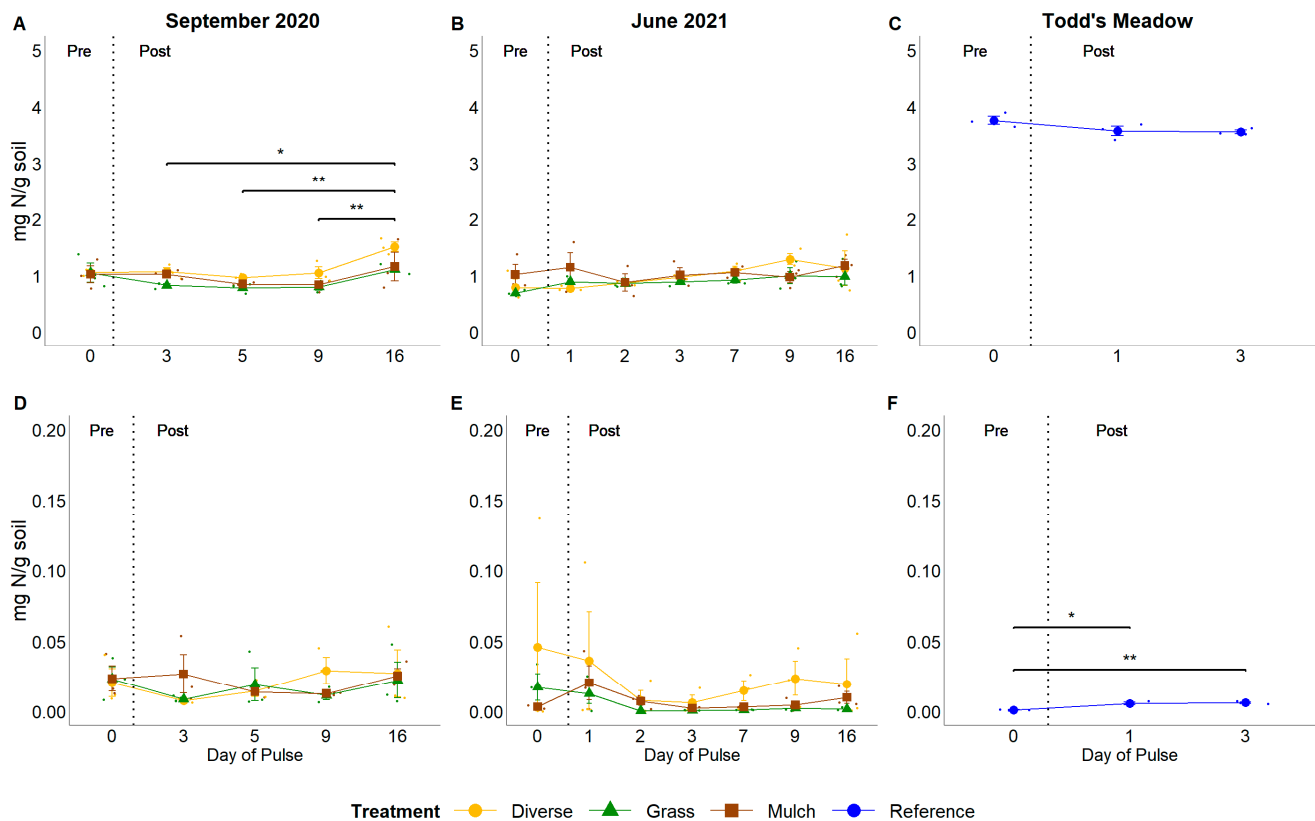 A September 2020 B June 2021 C Todd's Meadow
Pre Post Pre Post Pre Post
mg N/g soil
5 4 3 2 1 0
* ** **
0 3 5 9 16
5 4 3 2 1 0
0 1 2 3 7 9 16
5 4 3 2 1 0
0 1 3
D E F
Pre Post Pre Post Pre Post
mg N/g soil
0.20 0.15 0.10 0.05 0.00
0 3 5 9 16
Day of Pulse
0.20 0.15 0.10 0.05 0.00
0 1 2 3 7 9 16
Day of Pulse
0.20 0.15 0.10 0.05 0.00
* **
0 1 3
Day of Pulse
Treatment Diverse Grass Mulch Reference